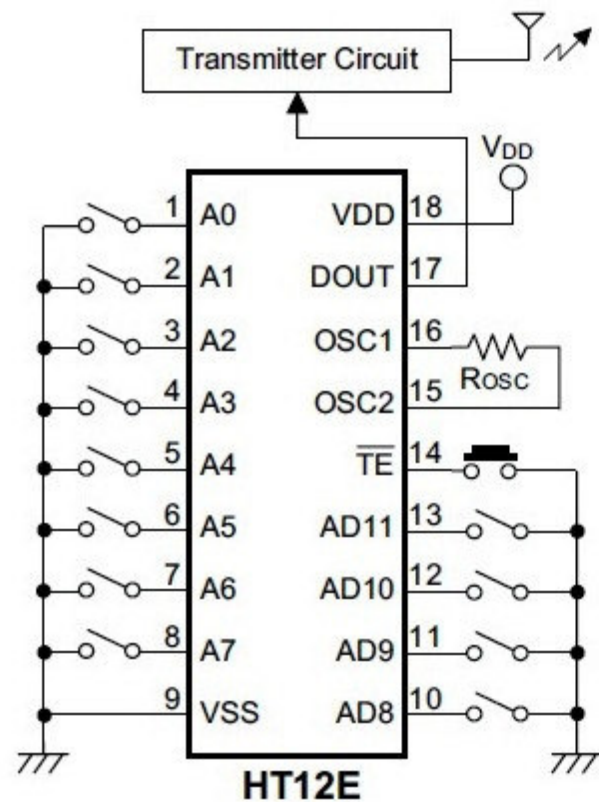 Transmitter Circuit
VDD
1 A0 VDD 18
2 A1 DOUT 17
3 A2 OSC1 16
ROSC
4 A3 OSC2 15
5 A4 TE 14
6 A5 AD11 13
7 A6 AD10 12
8 A7 AD9 11
9 VSS AD8 10
HT12E